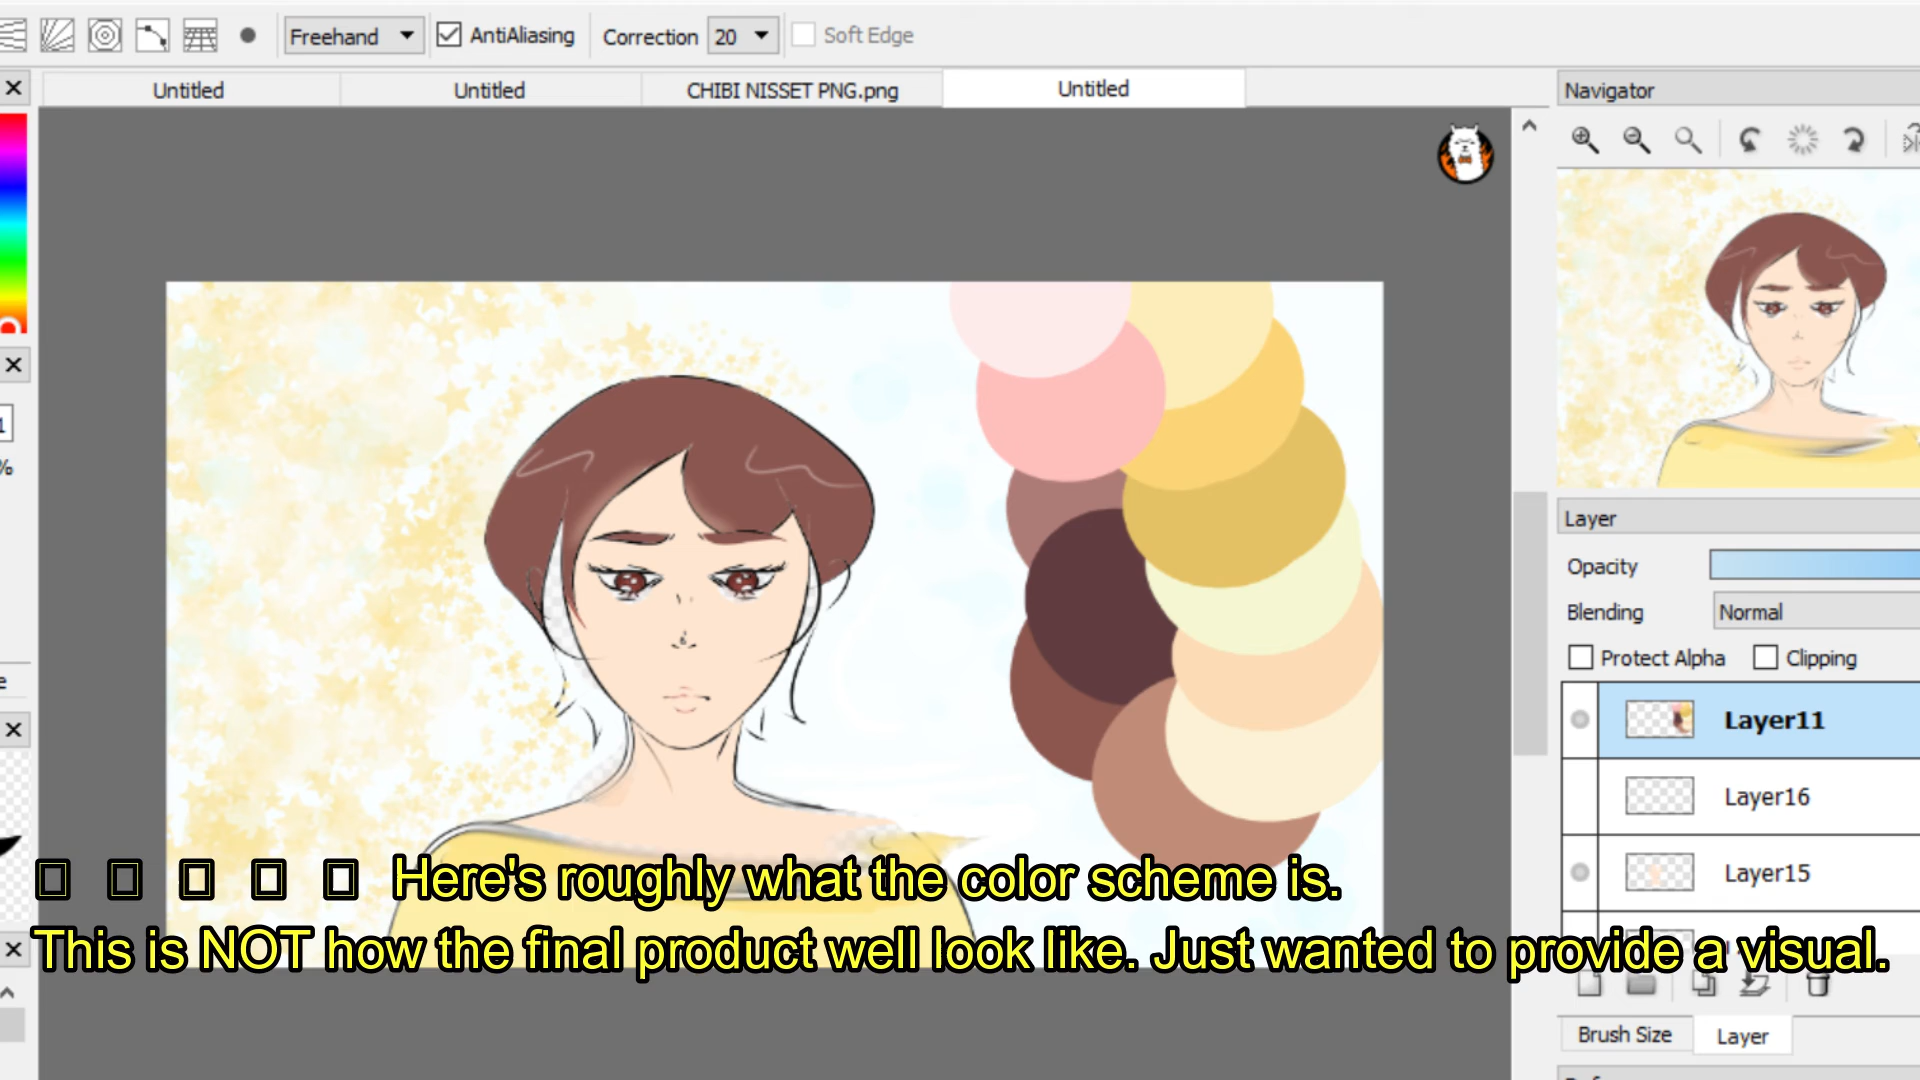 Freehand AntiAliasing Correction 20 Soft Edge
Untitled Untitled CHIBI NISSET PNG.png Untitled
Navigator
1
%
Layer
Opacity
Blending Normal
Protect Alpha Clipping
e
Layer11
Layer16
Layer15
Here's roughly what the color scheme is.
This is NOT how the final product well look like. Just wanted to provide a visual.
Brush Size Layer